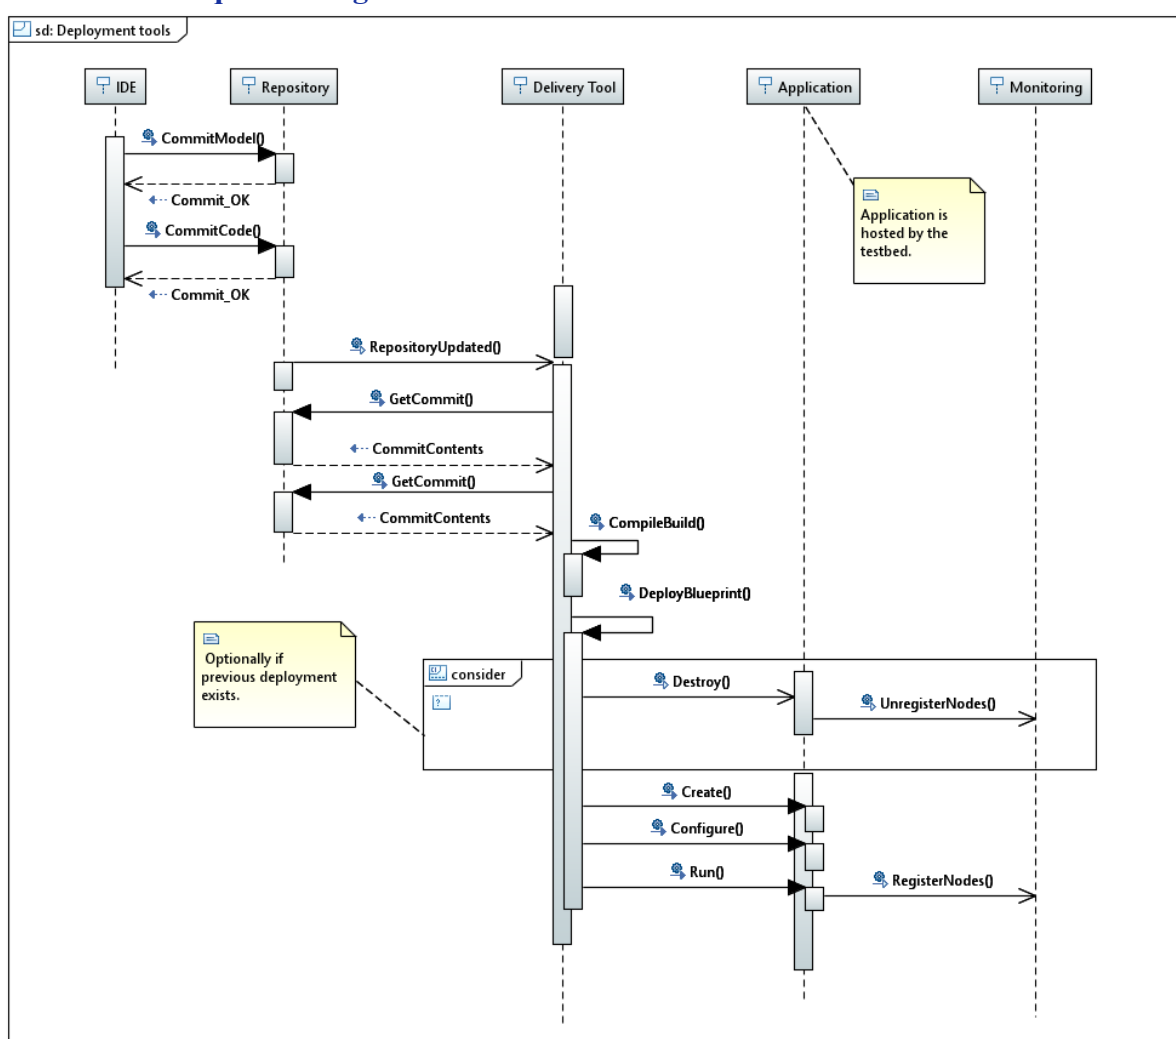 sd: Deployment tools
IDE
Repository
Delivery Tool
Application
Monitoring
CommitModel()
Commit_OK
CommitCode()
Commit_OK
Application is
hosted by the
testbed.
RepositoryUpdated()
GetCommit()
CommitContents
GetCommit()
CommitContents
CompileBuild()
DeployBlueprint()
Optionally if
previous deployment
exists.
consider
?
Destroy()
UnregisterNodes()
Create()
Configure()
Run()
RegisterNodes()